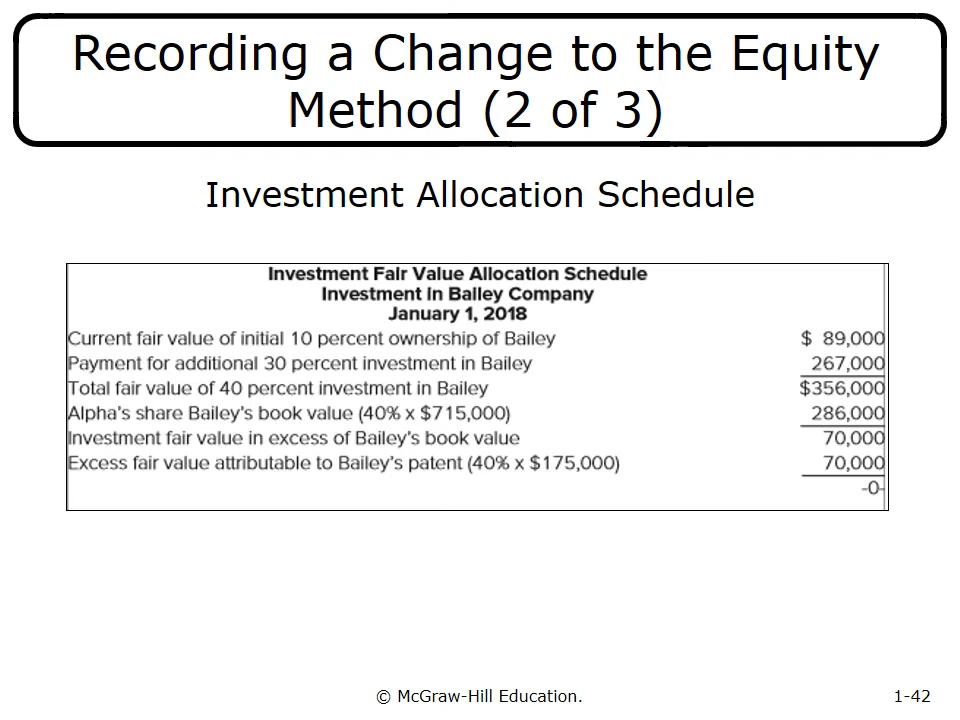 Recording a Change to the Equity
Method (2 of 3)
Investment Allocation Schedule
Investment Fair Value Allocation Schedule
Investment in Bailey Company
January 1, 2018
Current fair value of initial 10 percent ownership of Bailey $ 89,000
Payment for additional 30 percent investment in Bailey 267,000
Total fair value of 40 percent investment in Bailey $356,000
Alpha's share Bailey's book value (40% x $715,000) 286,000
Investment fair value in excess of Bailey's book value 70,000
Excess fair value attributable to Bailey's patent (40% x $175,000) 70,000
-0-
© McGraw-Hill Education. 1-42